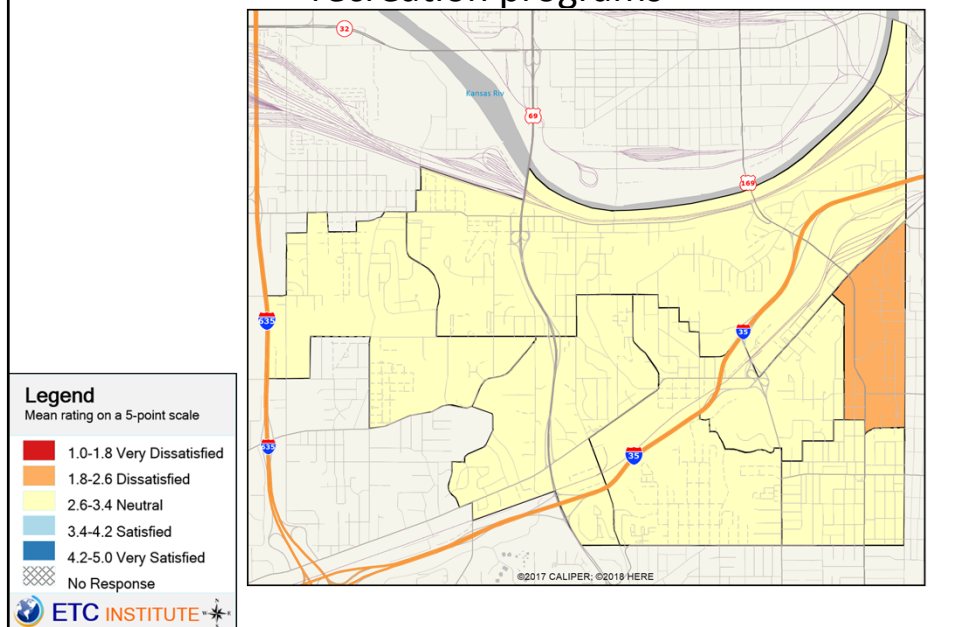 recreation programs
32
Kansas Riv
69
169
635
35
635
35
Legend
Mean rating on a 5-point scale
1.0-1.8 Very Dissatisfied
1.8-2.6 Dissatisfied
2.6-3.4 Neutral
3.4-4.2 Satisfied
4.2-5.0 Very Satisfied
No Response
©2017 CALIPER; ©2018 HERE
ETC INSTITUTE